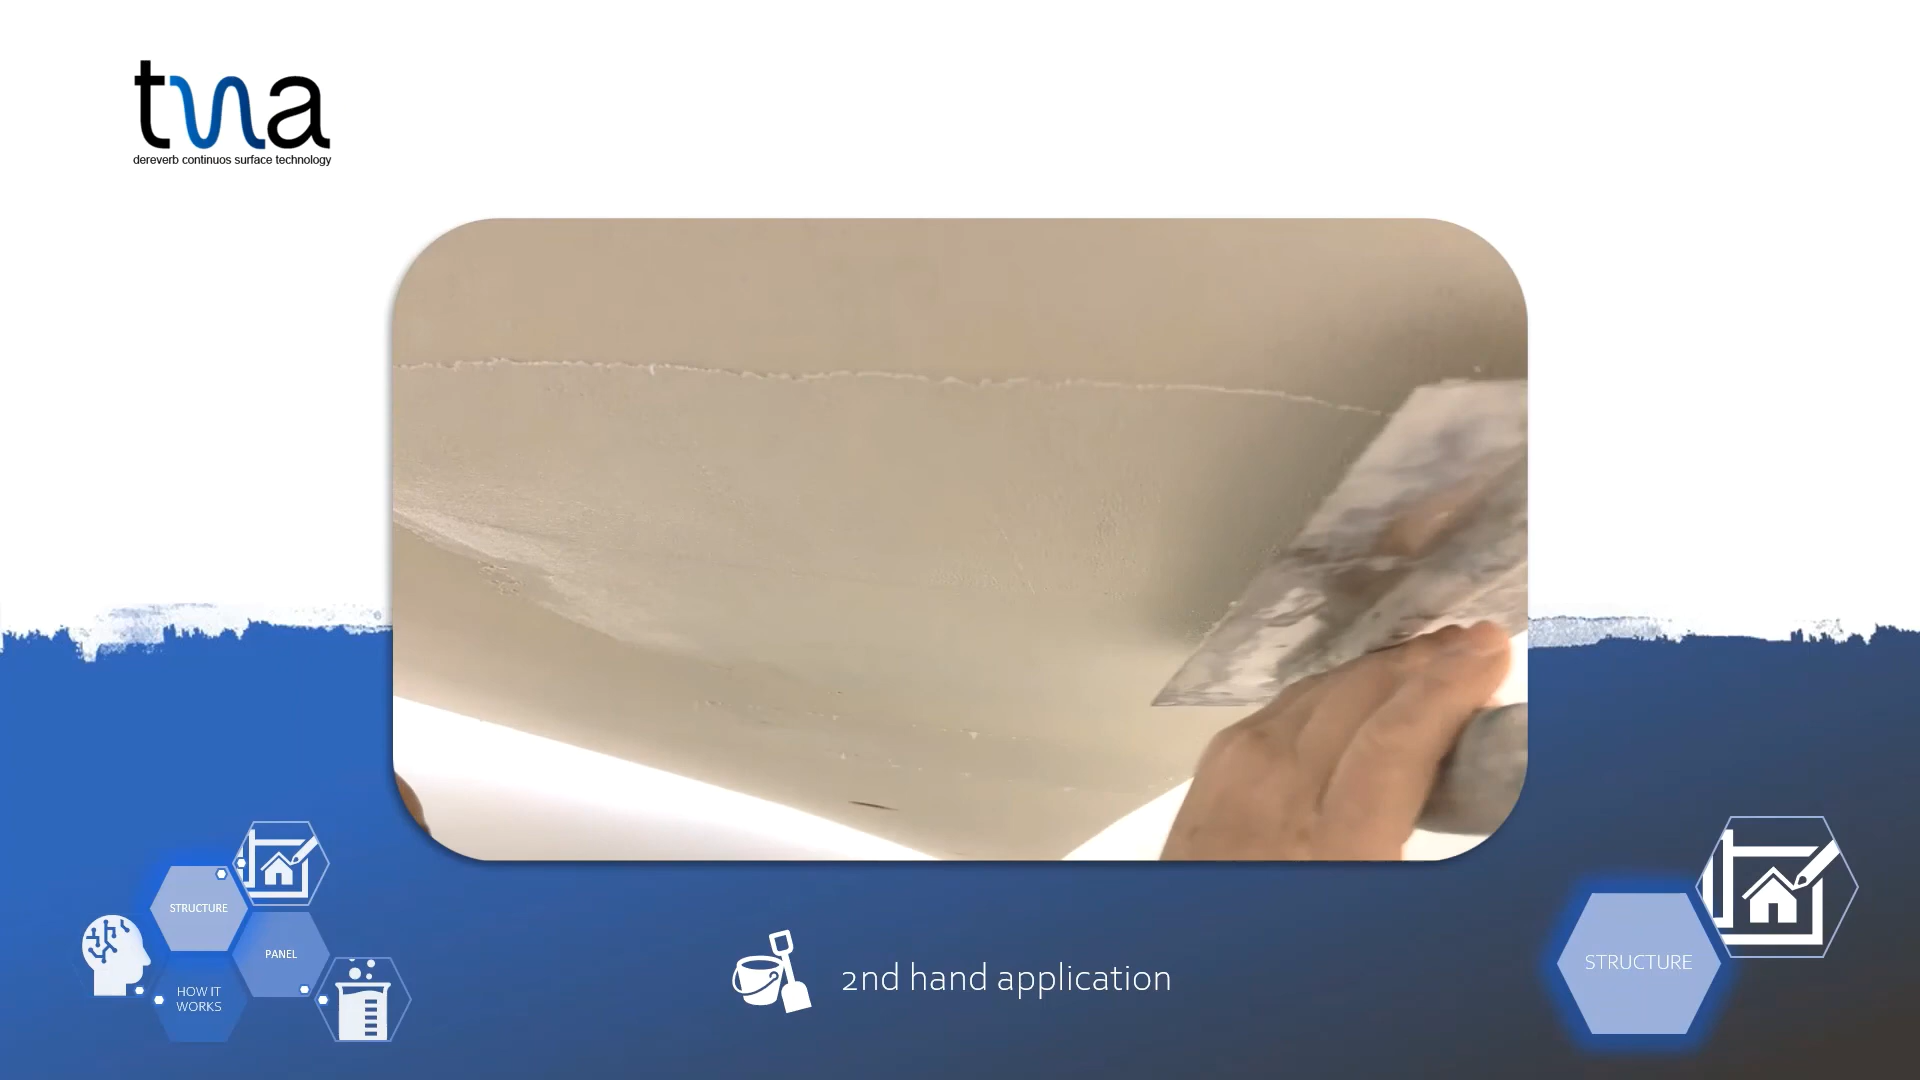 tna
dereverb continuos surface technology
STRUCTURE
PANEL
HOW IT
WORKS
2nd hand application
STRUCTURE